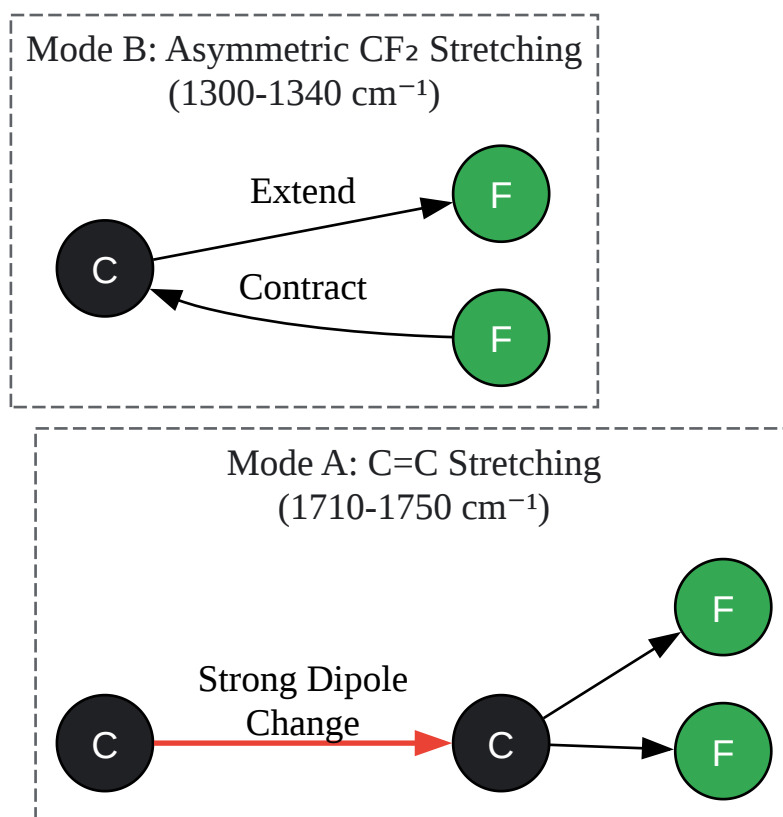 Mode B: Asymmetric CF₂ Stretching
(1300-1340 cm⁻¹)
Extend
F
C
Contract
F
Mode A: C=C Stretching
(1710-1750 cm⁻¹)
F
Strong Dipole
Change
C
C
F